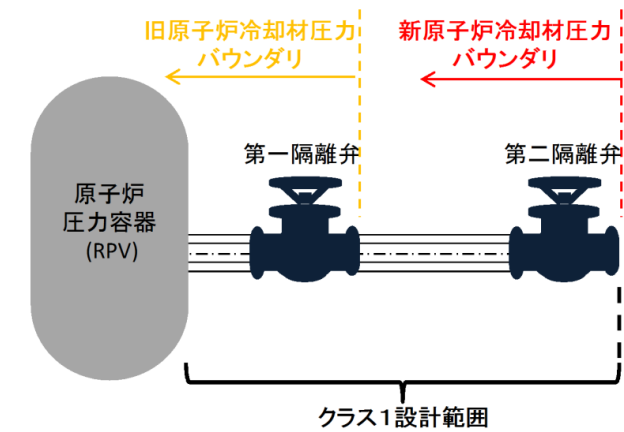 旧原子炉冷却材圧力
バウンダリ
新原子炉冷却材圧力
バウンダリ
第一隔離弁
第二隔離弁
原子炉
圧力容器
(RPV)
クラス1設計範囲